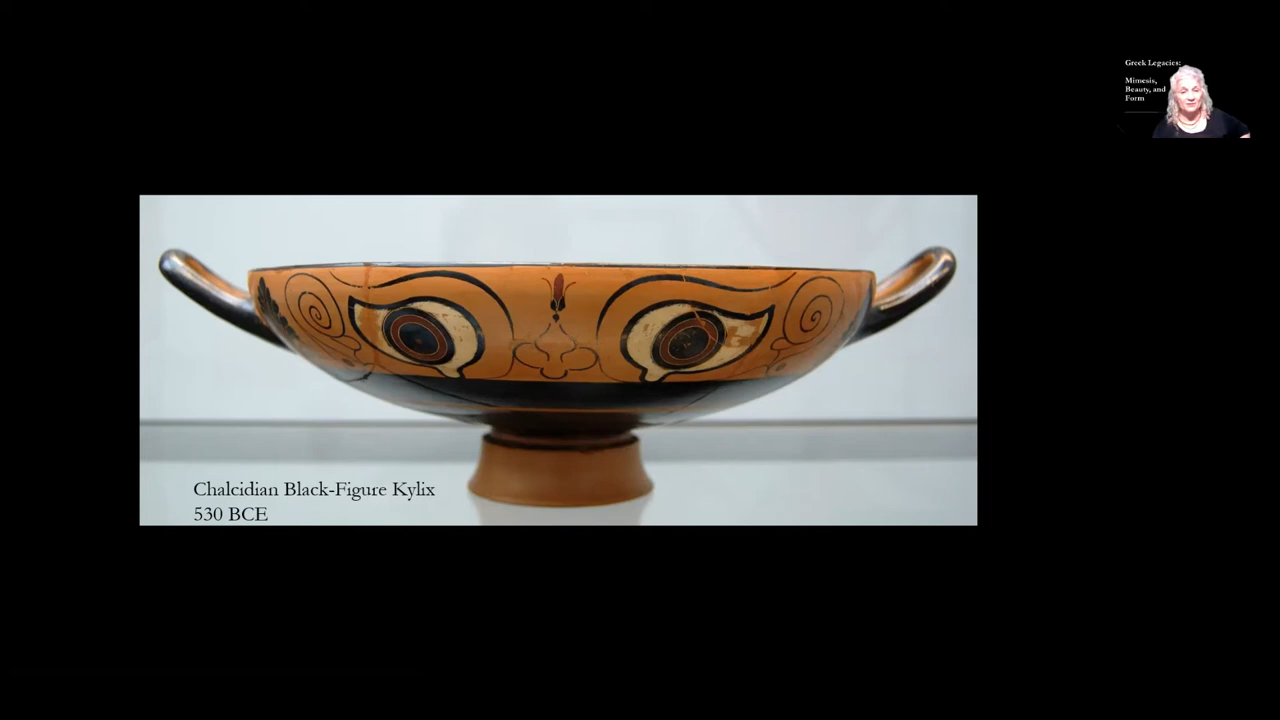 Greek Legacies:
Mimesis,
Beauty, and
Form
Chalcidian Black-Figure Kylix
530 BCE